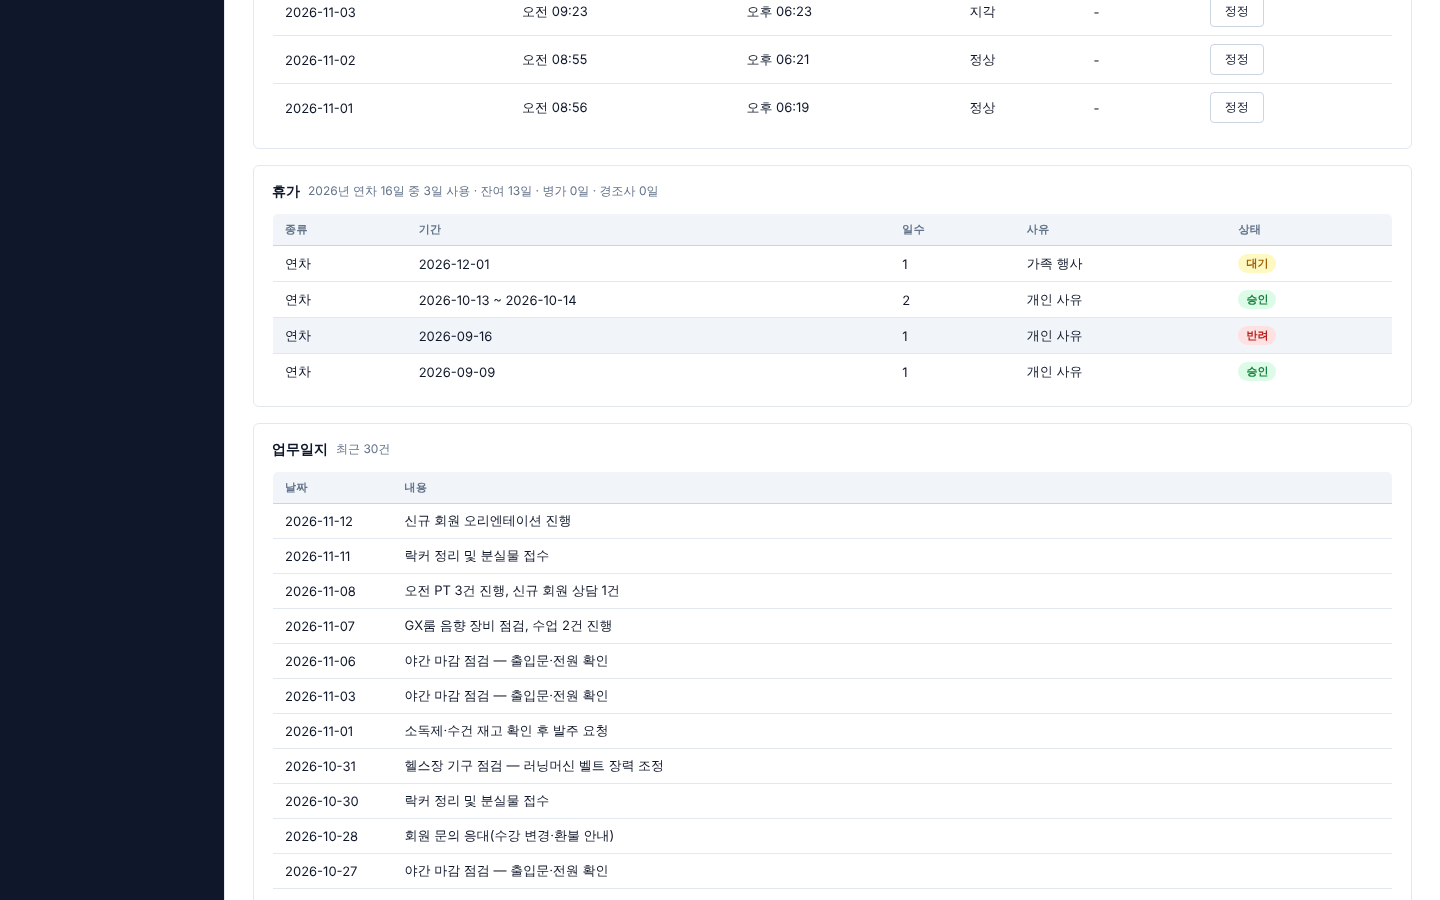 2026-11-03 오전 09:23 오후 06:23 지각 - 정정
2026-11-02 오전 08:55 오후 06:21 정상 - 정정
2026-11-01 오전 08:56 오후 06:19 정상 - 정정
휴가 2026년 연차 16일 중 3일 사용 · 잔여 13일 · 병가 0일 · 경조사 0일
종류 기간 일수 사유 상태
연차 2026-12-01 1 가족 행사 대기
연차 2026-10-13 ~ 2026-10-14 2 개인 사유 승인
연차 2026-09-16 1 개인 사유 반려
연차 2026-09-09 1 개인 사유 승인
업무일지 최근 30건
날짜 내용
2026-11-12 신규 회원 오리엔테이션 진행
2026-11-11 락커 정리 및 분실물 접수
2026-11-08 오전 PT 3건 진행, 신규 회원 상담 1건
2026-11-07 GX룸 음향 장비 점검, 수업 2건 진행
2026-11-06 야간 마감 점검 — 출입문·전원 확인
2026-11-03 야간 마감 점검 — 출입문·전원 확인
2026-11-01 소독제·수건 재고 확인 후 발주 요청
2026-10-31 헬스장 기구 점검 — 러닝머신 벨트 장력 조정
2026-10-30 락커 정리 및 분실물 접수
2026-10-28 회원 문의 응대(수강 변경·환불 안내)
2026-10-27 야간 마감 점검 — 출입문·전원 확인